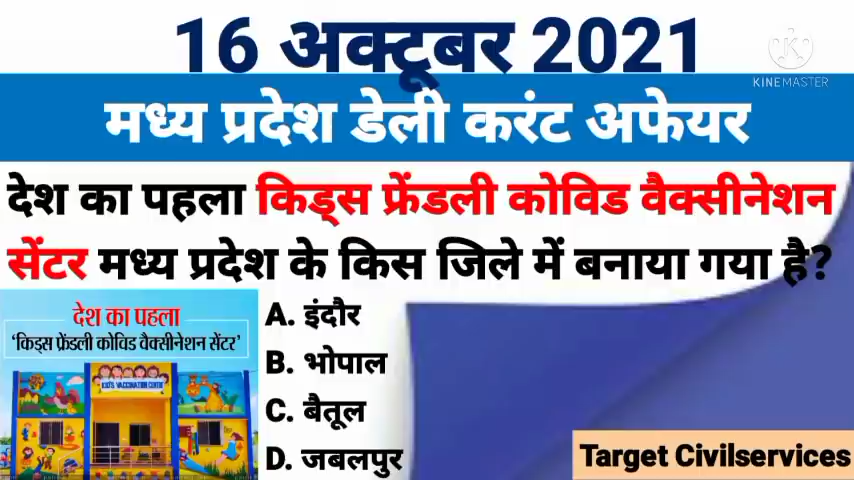 16 अक्टूबर 2021
KINEMASTER
मध्य प्रदेश डेली करंट अफेयर
देश का पहला किड्स फ्रेंडली कोविड वैक्सीनेशन
सेंटर मध्य प्रदेश के किस जिले में बनाया गया है?
देश का पहला
‘किड्स फ्रेंडली कोविड वैक्सीनेशन सेंटर’
KID'S VACCINATION CENTRE
A. इंदौर
B. भोपाल
C. बैतूल
D. जबलपुर
Target Civilservices